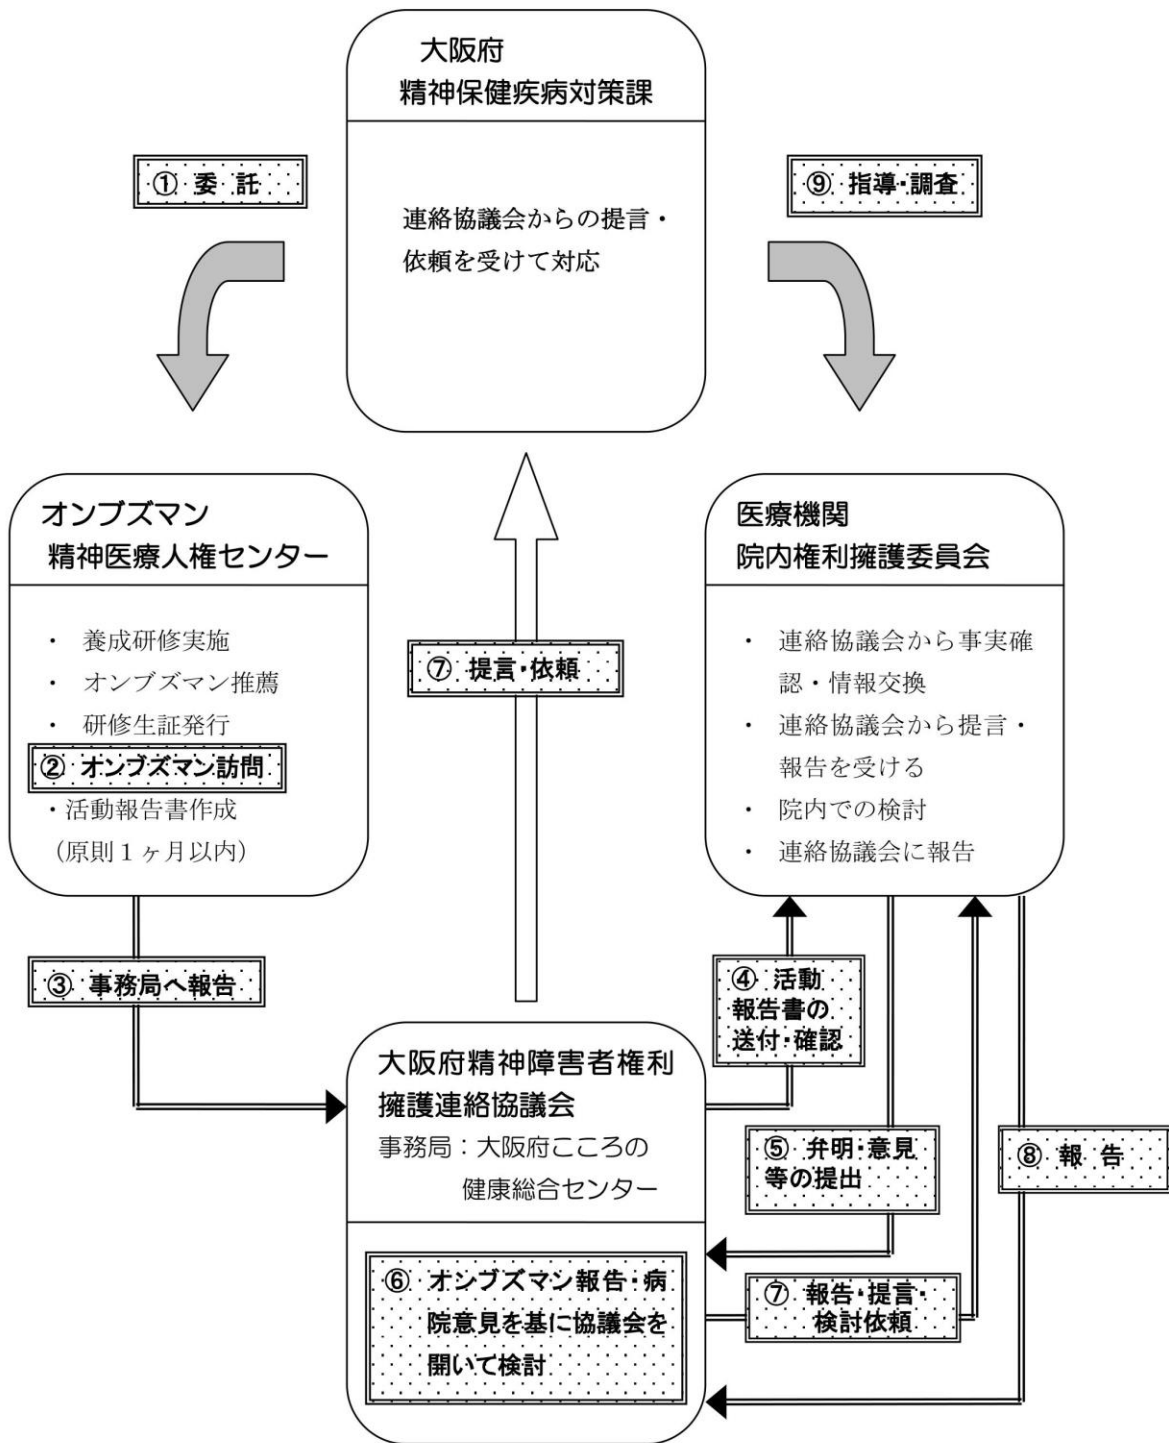 大阪府
精神保健疾病対策課
① 委 託
⑨ 指導・調査
連絡協議会からの提言・
依頼を受けて対応
オンブズマン
精神医療人権センター
・ 養成研修実施
・ オンブズマン推薦
・ 研修生証発行
② オンブズマン訪問
・活動報告書作成
（原則１ヶ月以内）
⑦ 提言・依頼
医療機関
院内権利擁護委員会
・ 連絡協議会から事実確
認・情報交換
・ 連絡協議会から提言・
報告を受ける
・ 院内での検討
・ 連絡協議会に報告
③ 事務局へ報告
④ 活動
報告書の
送付・確認
大阪府精神障害者権利
擁護連絡協議会
事務局：大阪府こころの
健康総合センター
⑤ 弁明・意見
等の提出
⑧ 報 告
⑥ オンブズマン報告・病
院意見を基に協議会を
開いて検討
⑦ 報告・提言・
検討依頼